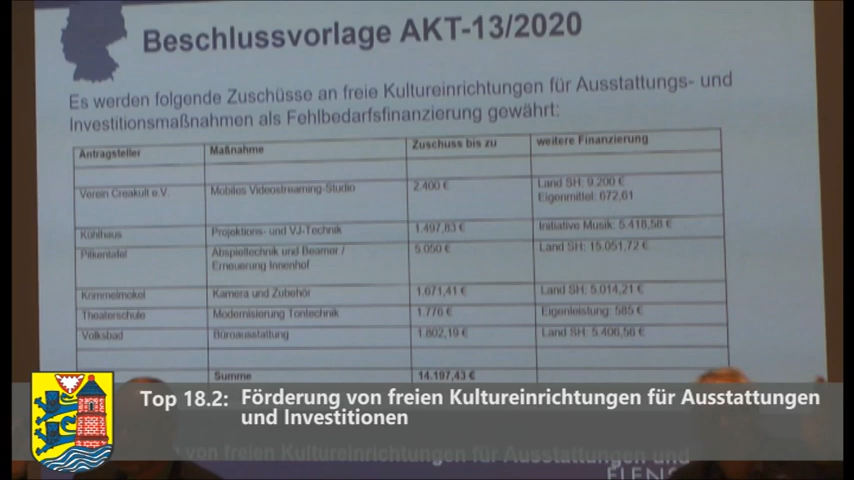 Beschlussvorlage AKT-13/2020
Es werden folgende Zuschüsse an freie Kultureinrichtungen für Ausstattungs- und
Investitionsmaßnahmen als Fehlbedarfsfinanzierung gewährt:
Antragsteller Maßnahme Zuschuss bis zu weitere Finanzierung
Verein Creakult e.V. Mobiles Videostreaming-Studio 2.400 € Land SH: 9.200 €
Eigenmittel: 672,61
Kühlhaus Projektions- und VJ-Technik 1.497,83 € Initiative Musik: 5.418,58 €
Pilkentafel Abspieltechnik und Beamer / 5.050 € Land SH: 15.051,72 €
Erneuerung Innenhof
Krümmelmokel Kamera und Zubehör 1.671,41 € Land SH: 5.014,21 €
Theaterschule Modernisierung Tontechnik 1.776 € Eigenleistung: 585 €
Volksbad Büroausstattung 1.802,19 € Land SH: 5.406,56 €
Summe 14.197,43 €
Top 18.2: Förderung von freien Kultureinrichtungen für Ausstattungen
und Investitionen
von freien Kultureinrichtungen für Ausstattungen und
FLENS